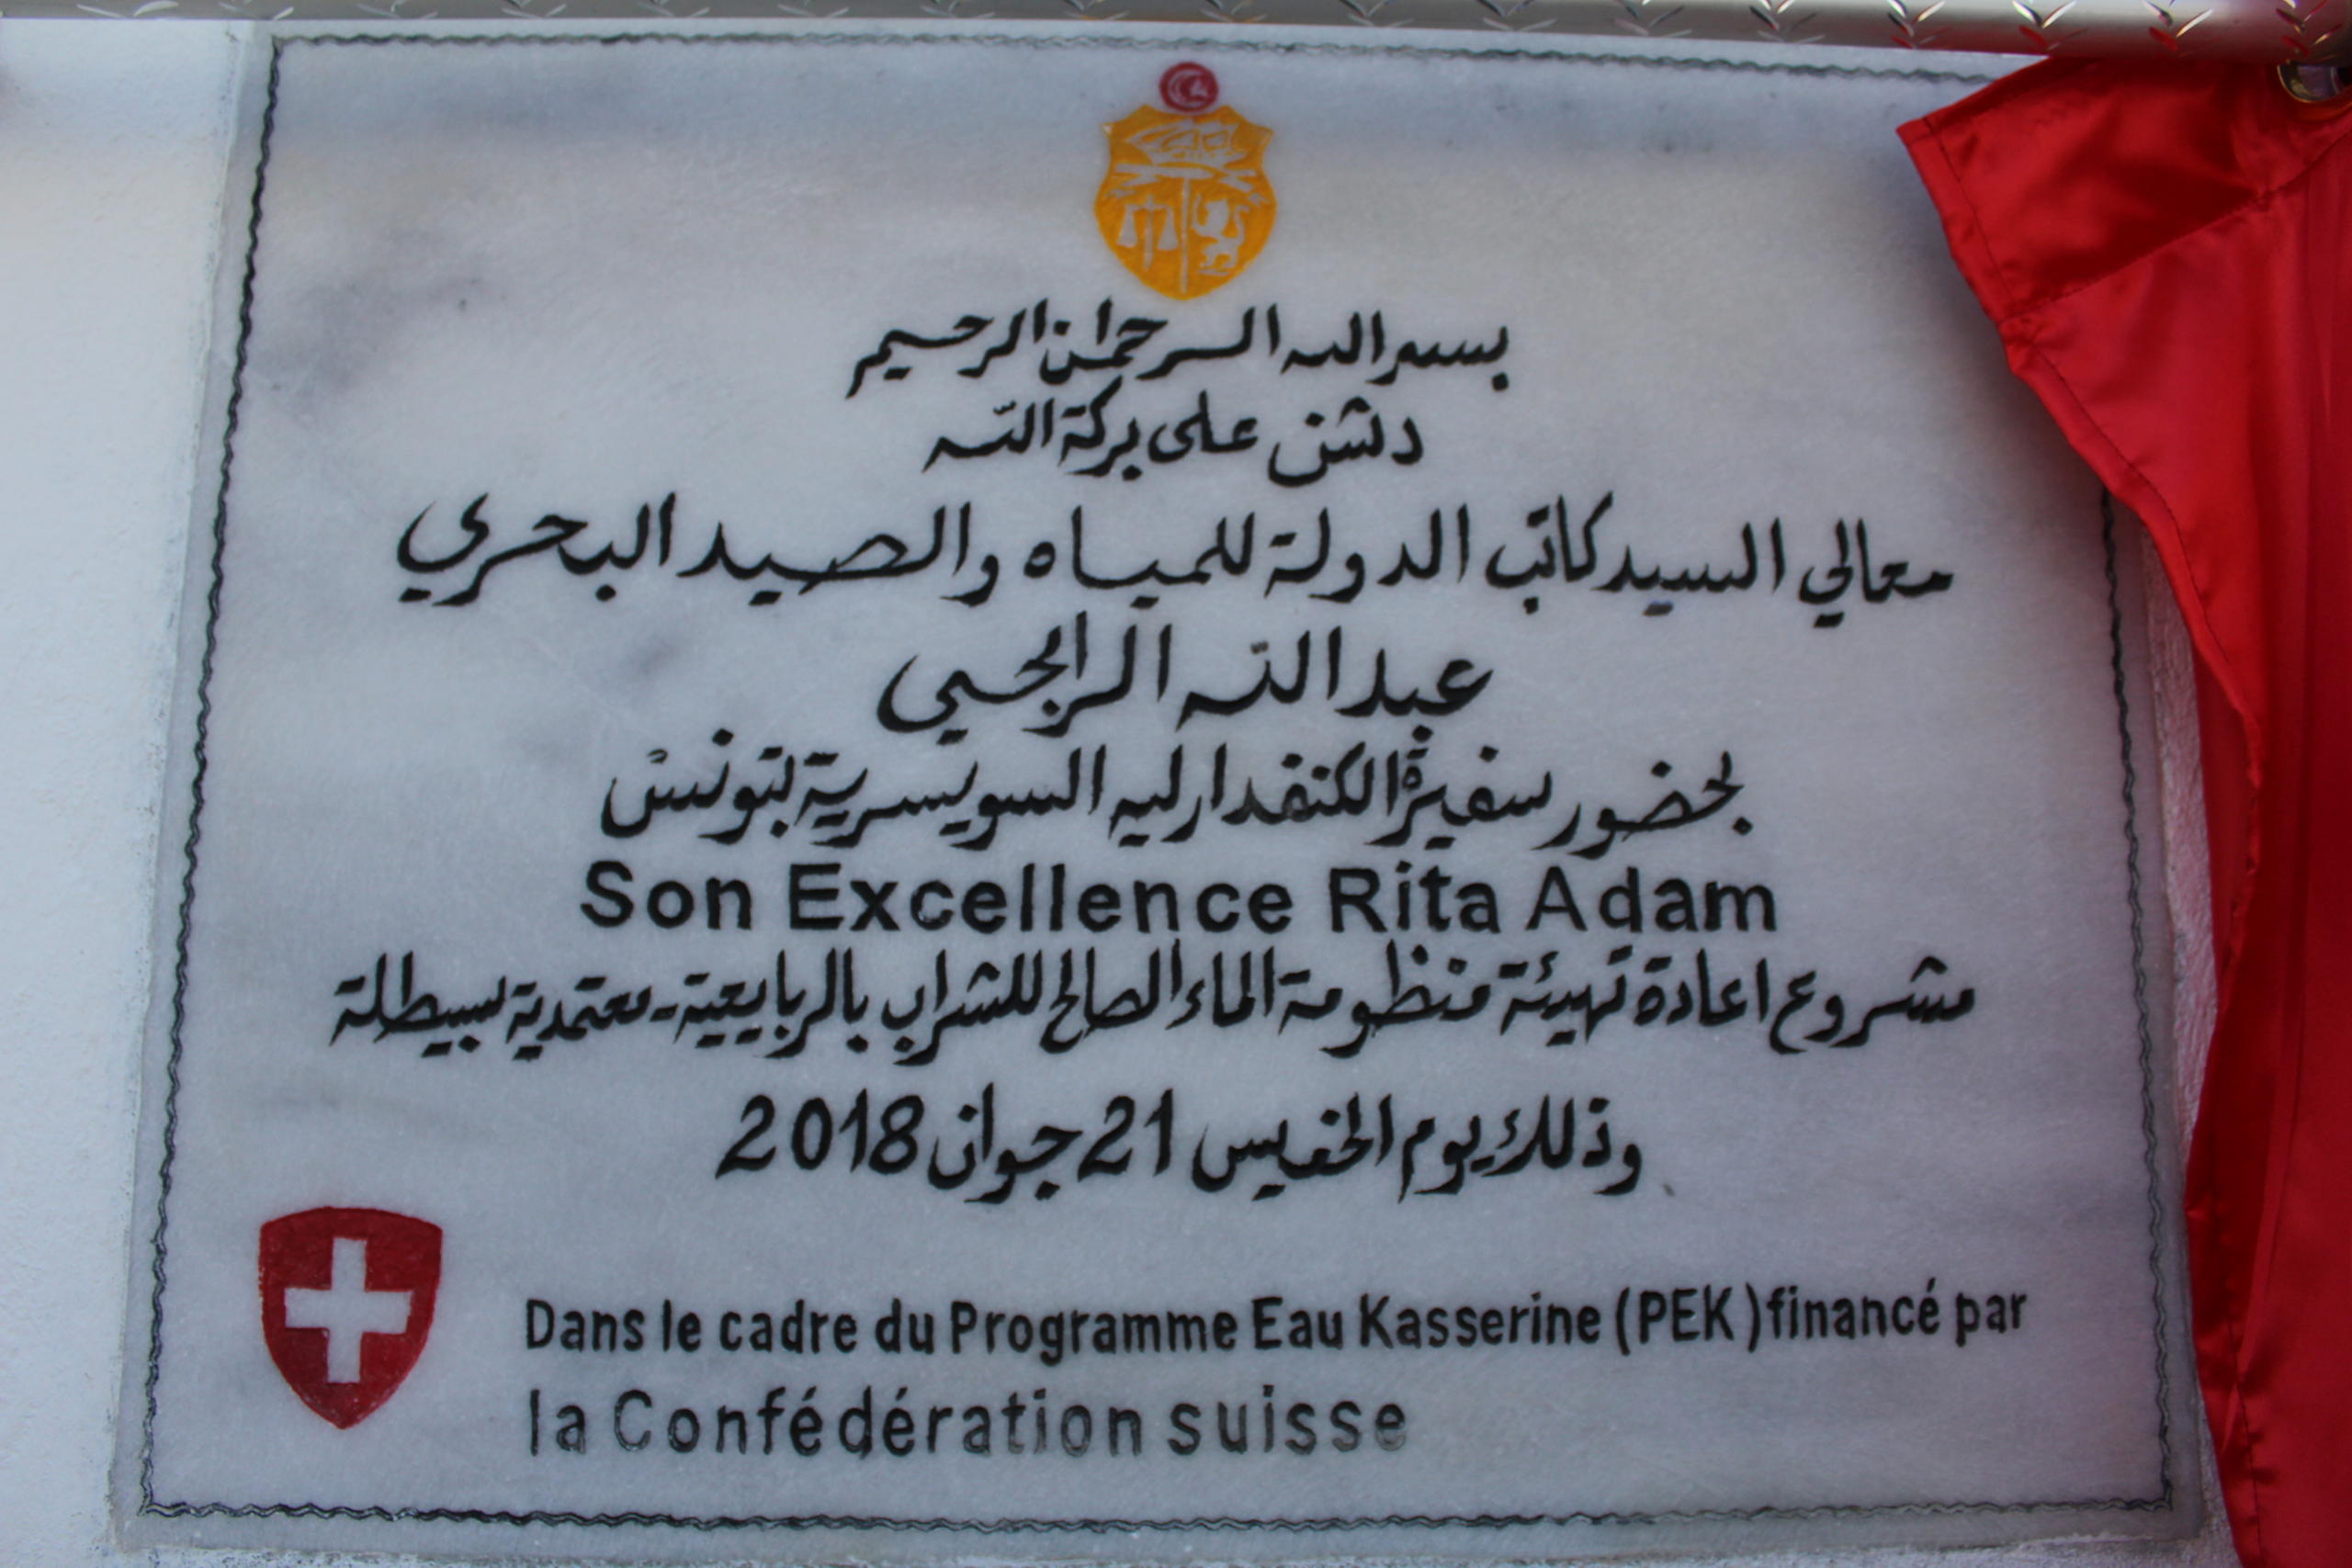 بسم الله الرحمان الرحيم
دشن على بركة الله
معالي السيد كاتب الدولة للمياه والصيد البحري
عبد الله الرابحي
بحضور سفيرة الكنفدارليه السويسرية بتونس
Son Excellence Rita Adam
مشروع اعادة تهيئة منظومة الماء الصالح للشراب بالربايعية - معتمدية سبيطلة
وذلك يوم الخميس 21 جوان 2018
Dans le cadre du Programme Eau Kasserine (PEK) financé par
la Confédération suisse